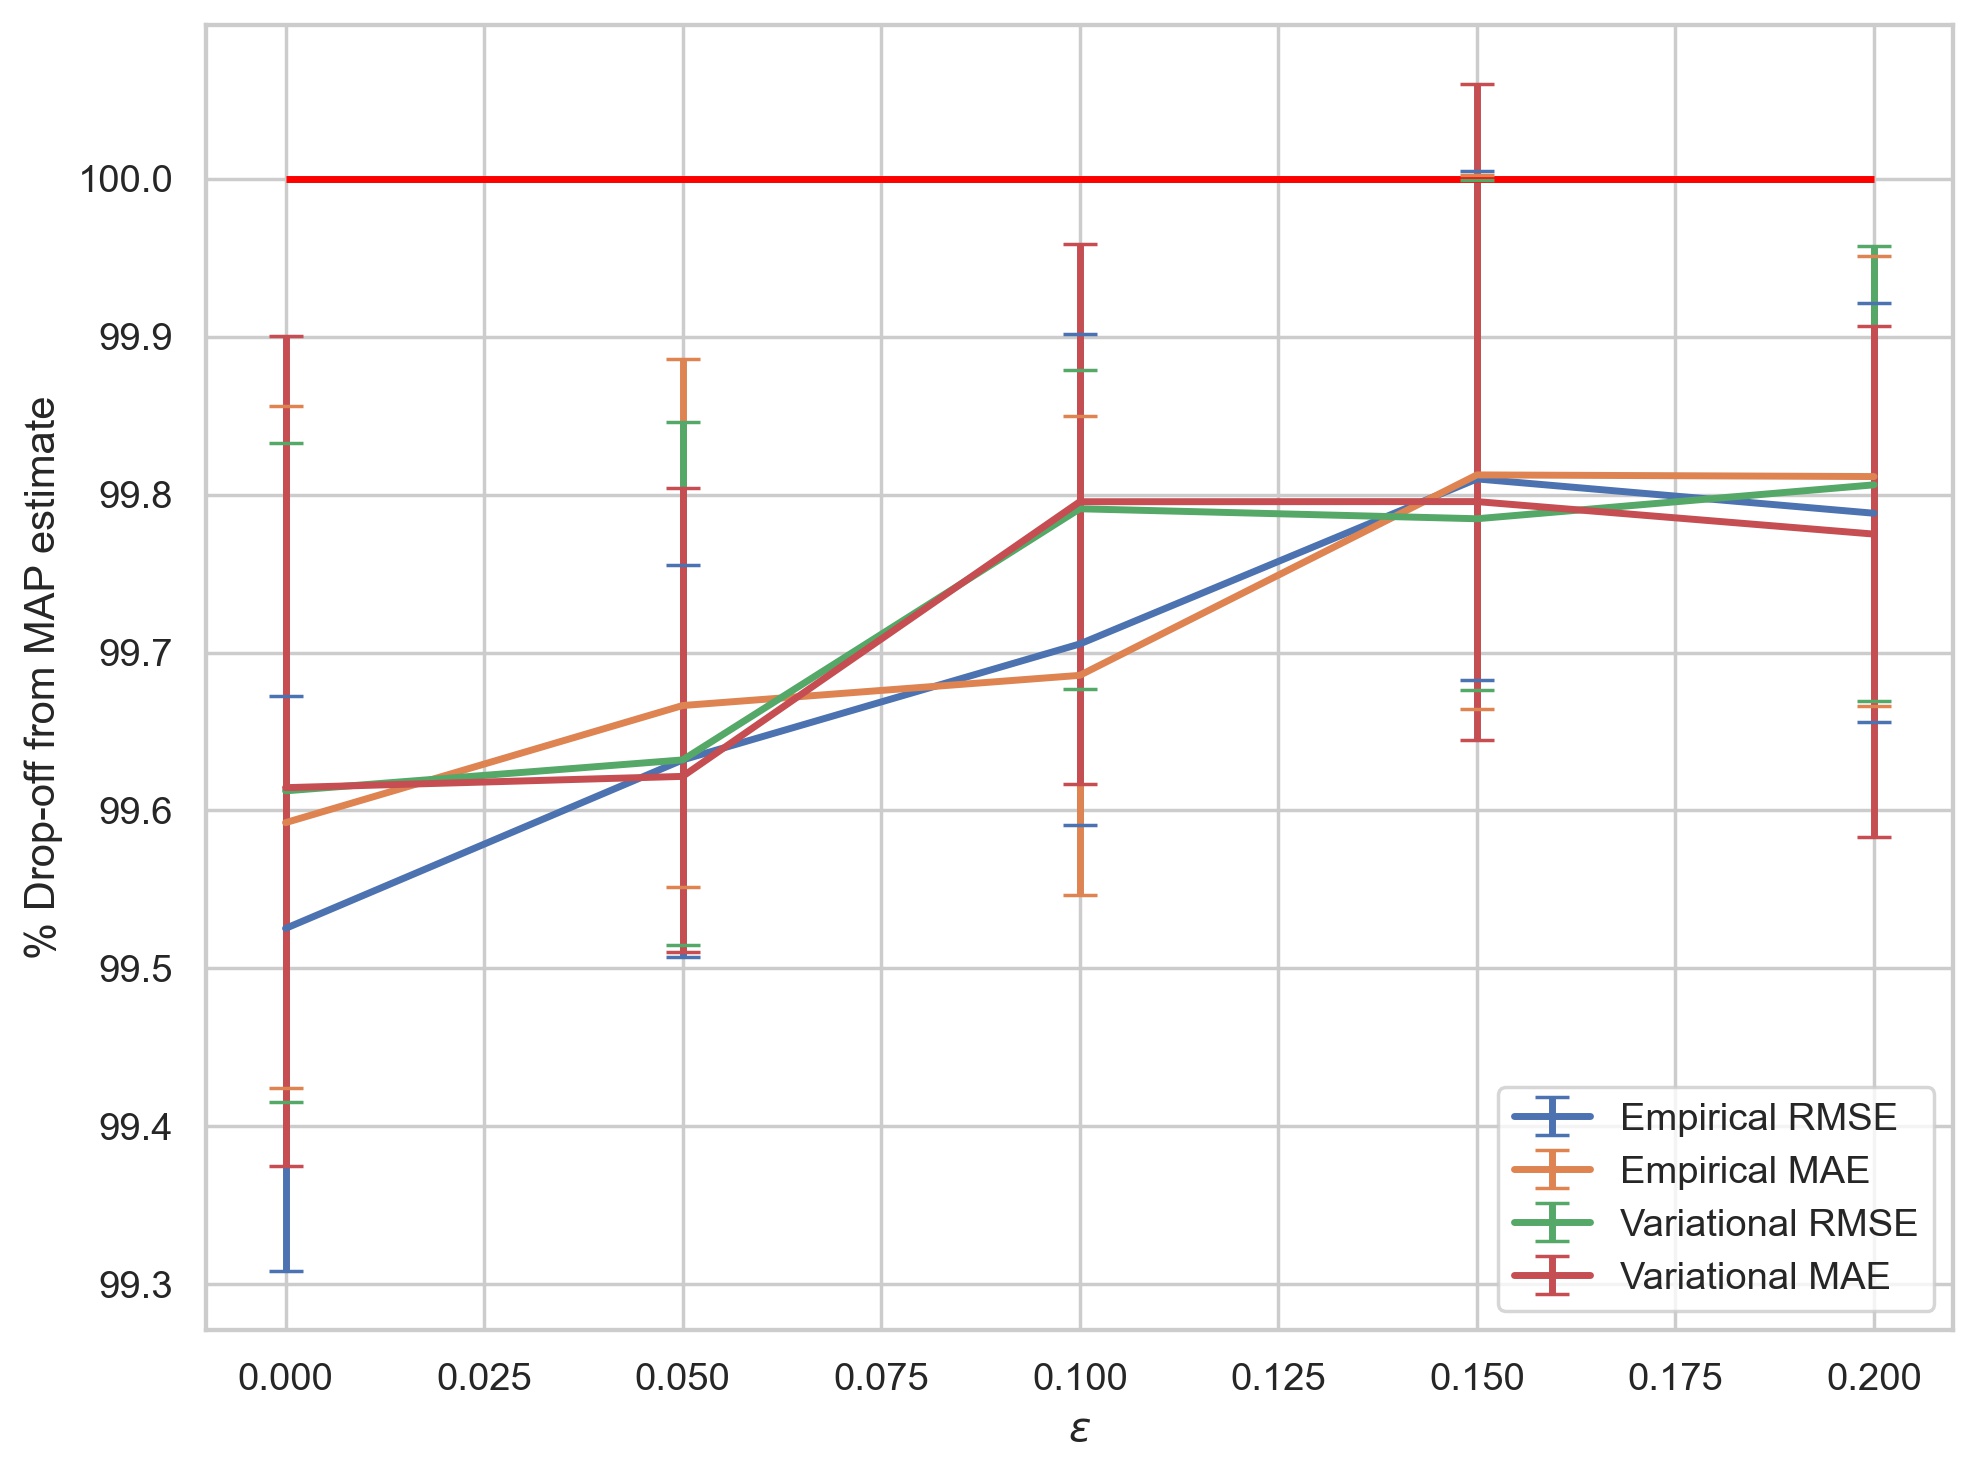 % Drop-off from MAP estimate
100.0
99.9
99.8
99.7
99.6
99.5
99.4
99.3
0.000 0.025 0.050 0.075 0.100 0.125 0.150 0.175 0.200
ε
Empirical RMSE
Empirical MAE
Variational RMSE
Variational MAE